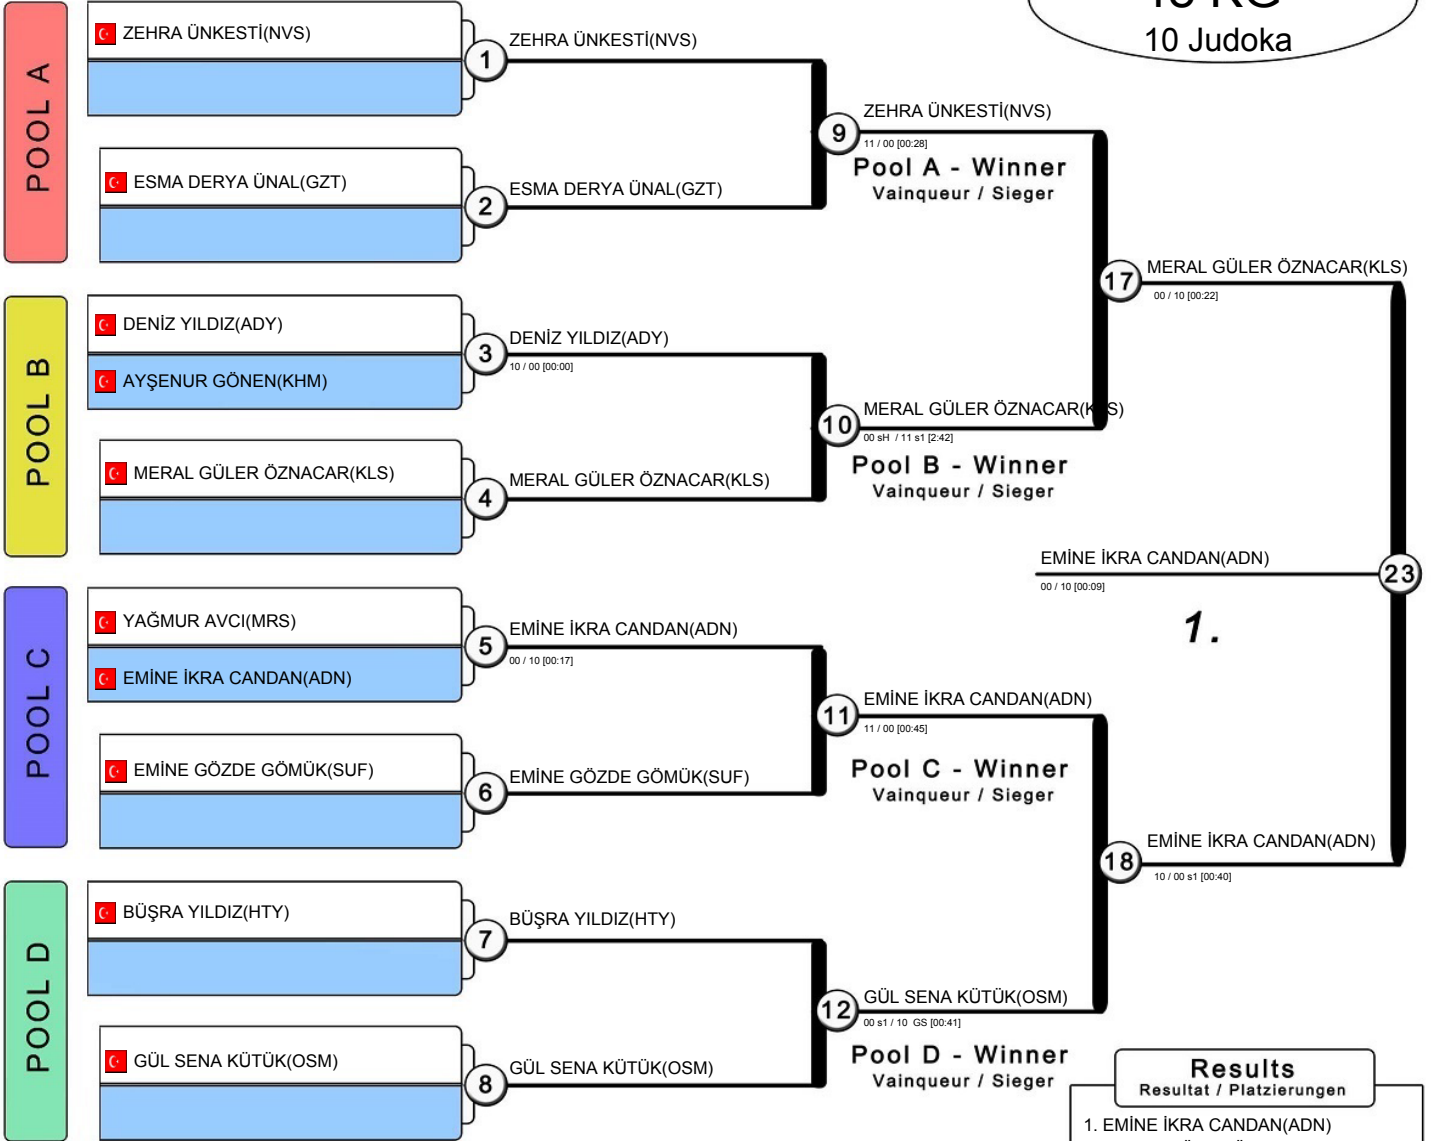 10 Judoka
POOL A
ZEHRA ÜNKESTİ(NVS)
1
ZEHRA ÜNKESTİ(NVS)
ESMA DERYA ÜNAL(GZT)
2
ESMA DERYA ÜNAL(GZT)
9
ZEHRA ÜNKESTİ(NVS)
11 / 00 [00:28]
Pool A - Winner
Vainqueur / Sieger
POOL B
DENİZ YILDIZ(ADY)
AYŞENUR GÖNEN(KHM)
3
DENİZ YILDIZ(ADY)
10 / 00 [00:00]
MERAL GÜLER ÖZNACAR(KLS)
4
MERAL GÜLER ÖZNACAR(KLS)
10
MERAL GÜLER ÖZNACAR(KLS)
00 sH / 11 s1 [2:42]
Pool B - Winner
Vainqueur / Sieger
17
MERAL GÜLER ÖZNACAR(KLS)
00 / 10 [00:22]
EMİNE İKRA CANDAN(ADN)
00 / 10 [00:09]
23
1.
POOL C
YAĞMUR AVCI(MRS)
EMİNE İKRA CANDAN(ADN)
5
EMİNE İKRA CANDAN(ADN)
00 / 10 [00:17]
EMİNE GÖZDE GÖMÜK(SUF)
6
EMİNE GÖZDE GÖMÜK(SUF)
11
EMİNE İKRA CANDAN(ADN)
11 / 00 [00:45]
Pool C - Winner
Vainqueur / Sieger
18
EMİNE İKRA CANDAN(ADN)
10 / 00 s1 [00:40]
POOL D
BÜŞRA YILDIZ(HTY)
7
BÜŞRA YILDIZ(HTY)
GÜL SENA KÜTÜK(OSM)
8
GÜL SENA KÜTÜK(OSM)
12
GÜL SENA KÜTÜK(OSM)
00 s1 / 10 GS [00:41]
Pool D - Winner
Vainqueur / Sieger
Results
Resultat / Platzierungen
1. EMİNE İKRA CANDAN(ADN)